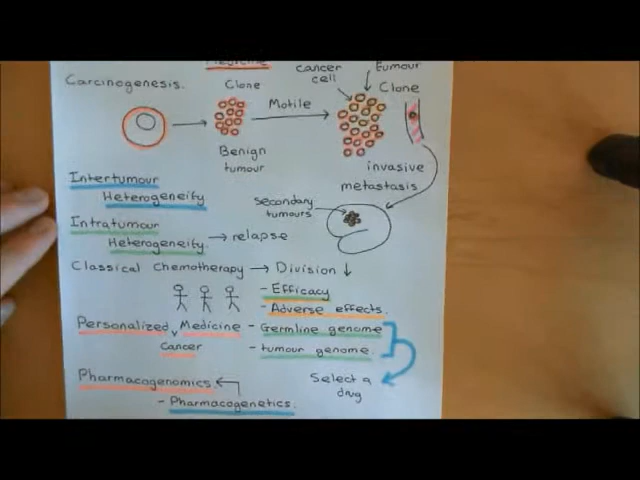 Medicine
Carcinogenesis.
Clone
cancer
cell
Tumour
Clone
Motile
Benign
tumour
invasive
metastasis
Intertumour
Heterogeneity
secondary
tumours
Intratumour
Heterogeneity. → relapse
Classical Chemotherapy → Division ↓
- Efficacy
- Adverse effects.
Personalized Medicine - Germline genome
Cancer - tumour genome
Pharmacogenomics
Select a
drug
- Pharmacogenetics.